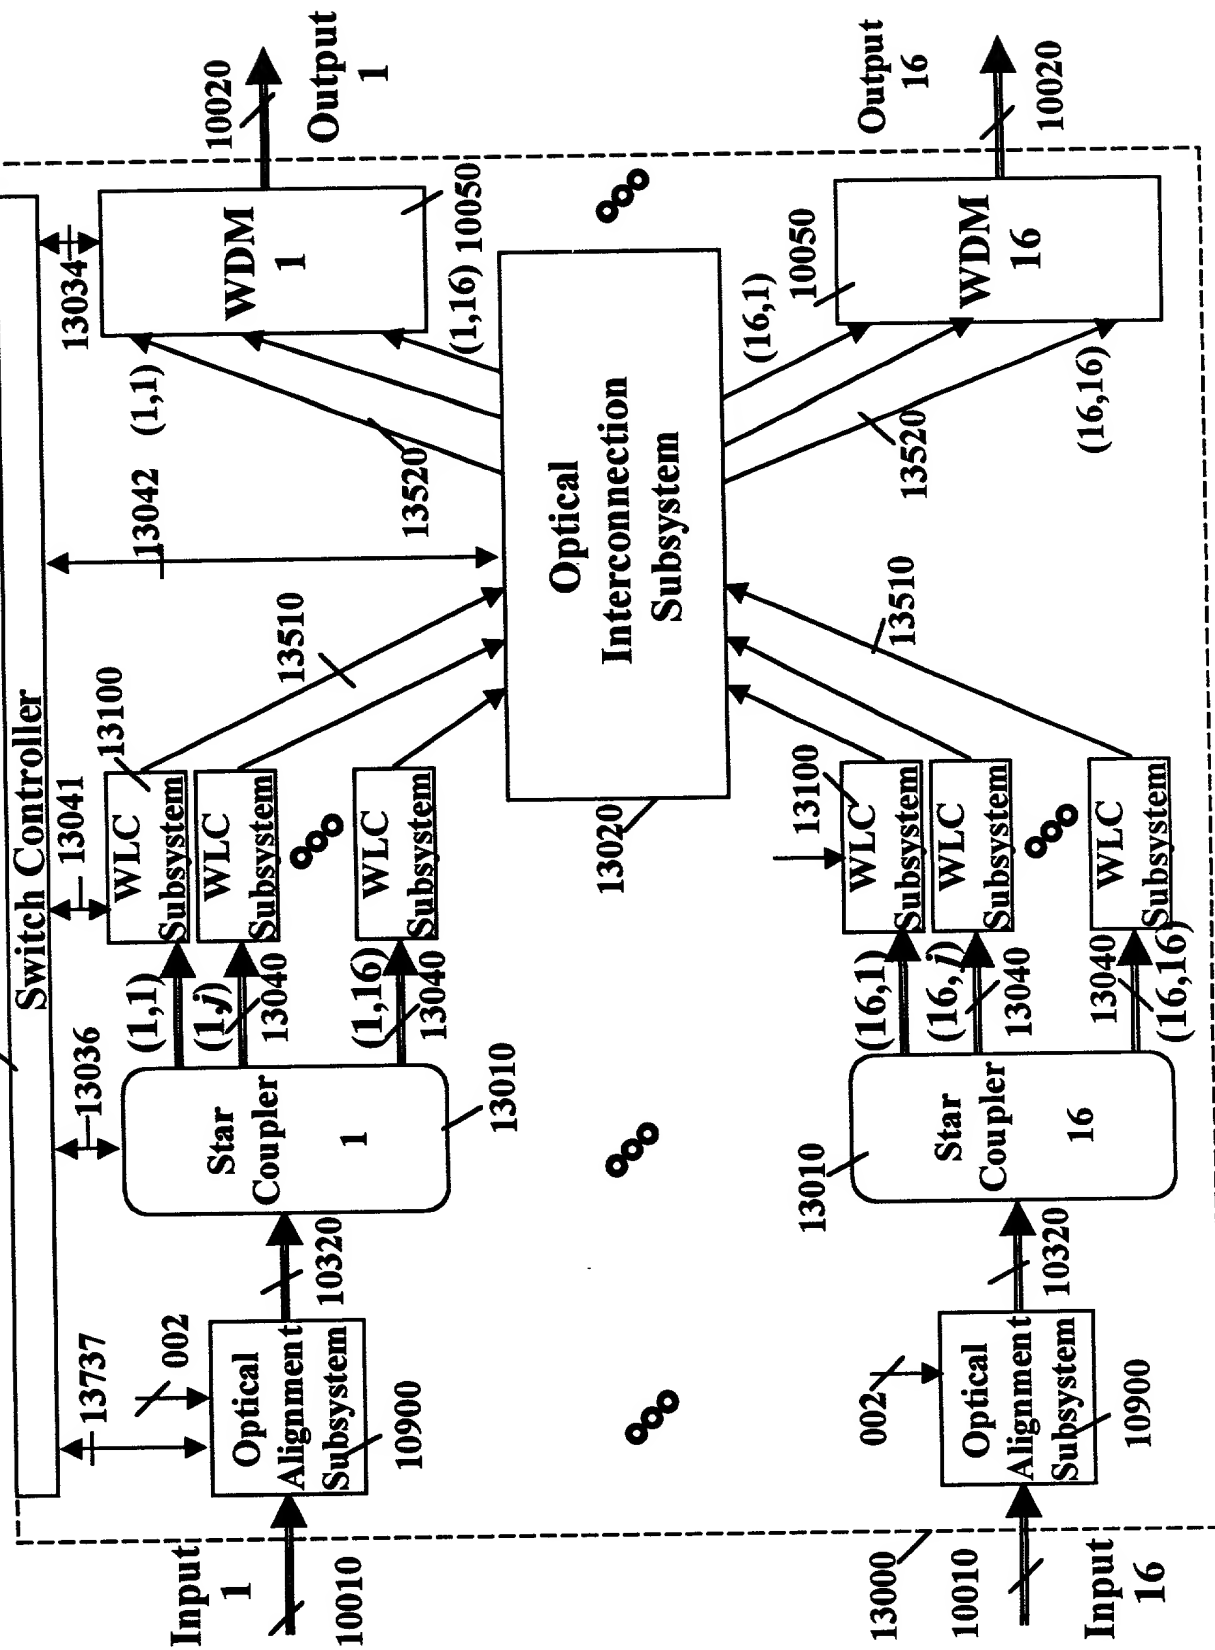 Switch Controller
13737
13036
13041
13042
13034
002
Input
1
10010
Optical
Alignment
Subsystem
10900
10320
Star
Coupler
1
13010
(1,1)
(1,j)
13040
(1,16)
13040
WLC
Subsystem
13100
WLC
Subsystem
WLC
Subsystem
13510
13020
Optical
Interconnection
Subsystem
13520
(1,1)
(1,16)
WDM
1
10050
10020
Output
1
13000
Input
16
10010
002
Optical
Alignment
Subsystem
10900
10320
Star
Coupler
16
13010
(16,1)
(16,j)
13040
13040
(16,16)
13100
WLC
Subsystem
WLC
Subsystem
WLC
Subsystem
13510
13520
(16,1)
(16,16)
10050
WDM
16
Output
16
10020